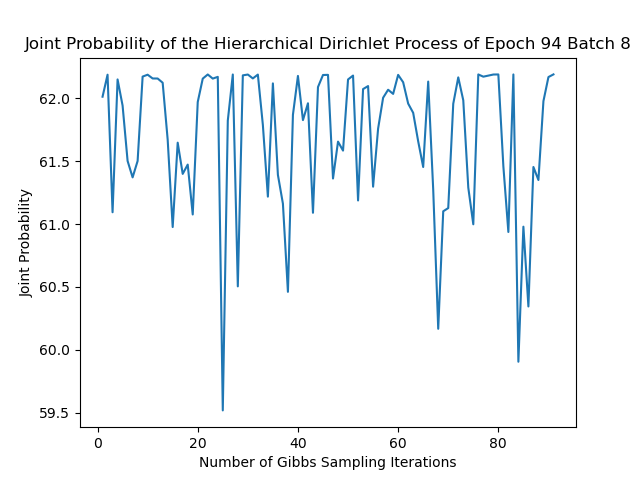 Joint Probability of the Hierarchical Dirichlet Process of Epoch 94 Batch 8
62.0
61.5
61.0
60.5
60.0
59.5
Joint Probability
0 20 40 60 80
Number of Gibbs Sampling Iterations